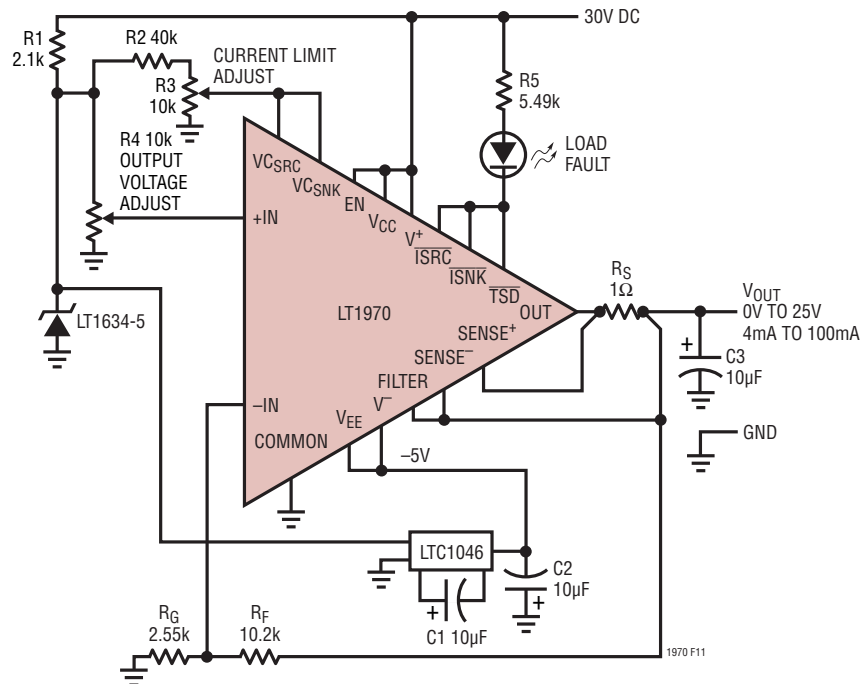 30V DC
R1
2.1k
R2 40k
R3
10k
CURRENT LIMIT
ADJUST
R4 10k
OUTPUT
VOLTAGE
ADJUST
R5
5.49k
LOAD
FAULT
VCSRC
VCSNK
EN
VCC
V+
ISRC
ISNK
TSD
+IN
LT1970
OUT
RS
1Ω
VOUT
0V TO 25V
4mA TO 100mA
LT1634-5
SENSE+
SENSE–
FILTER
V–
VEE
–IN
COMMON
+
C3
10µF
GND
–5V
LTC1046
C2
10µF
+
+
C1 10µF
RG
2.55k
RF
10.2k
1970 F11